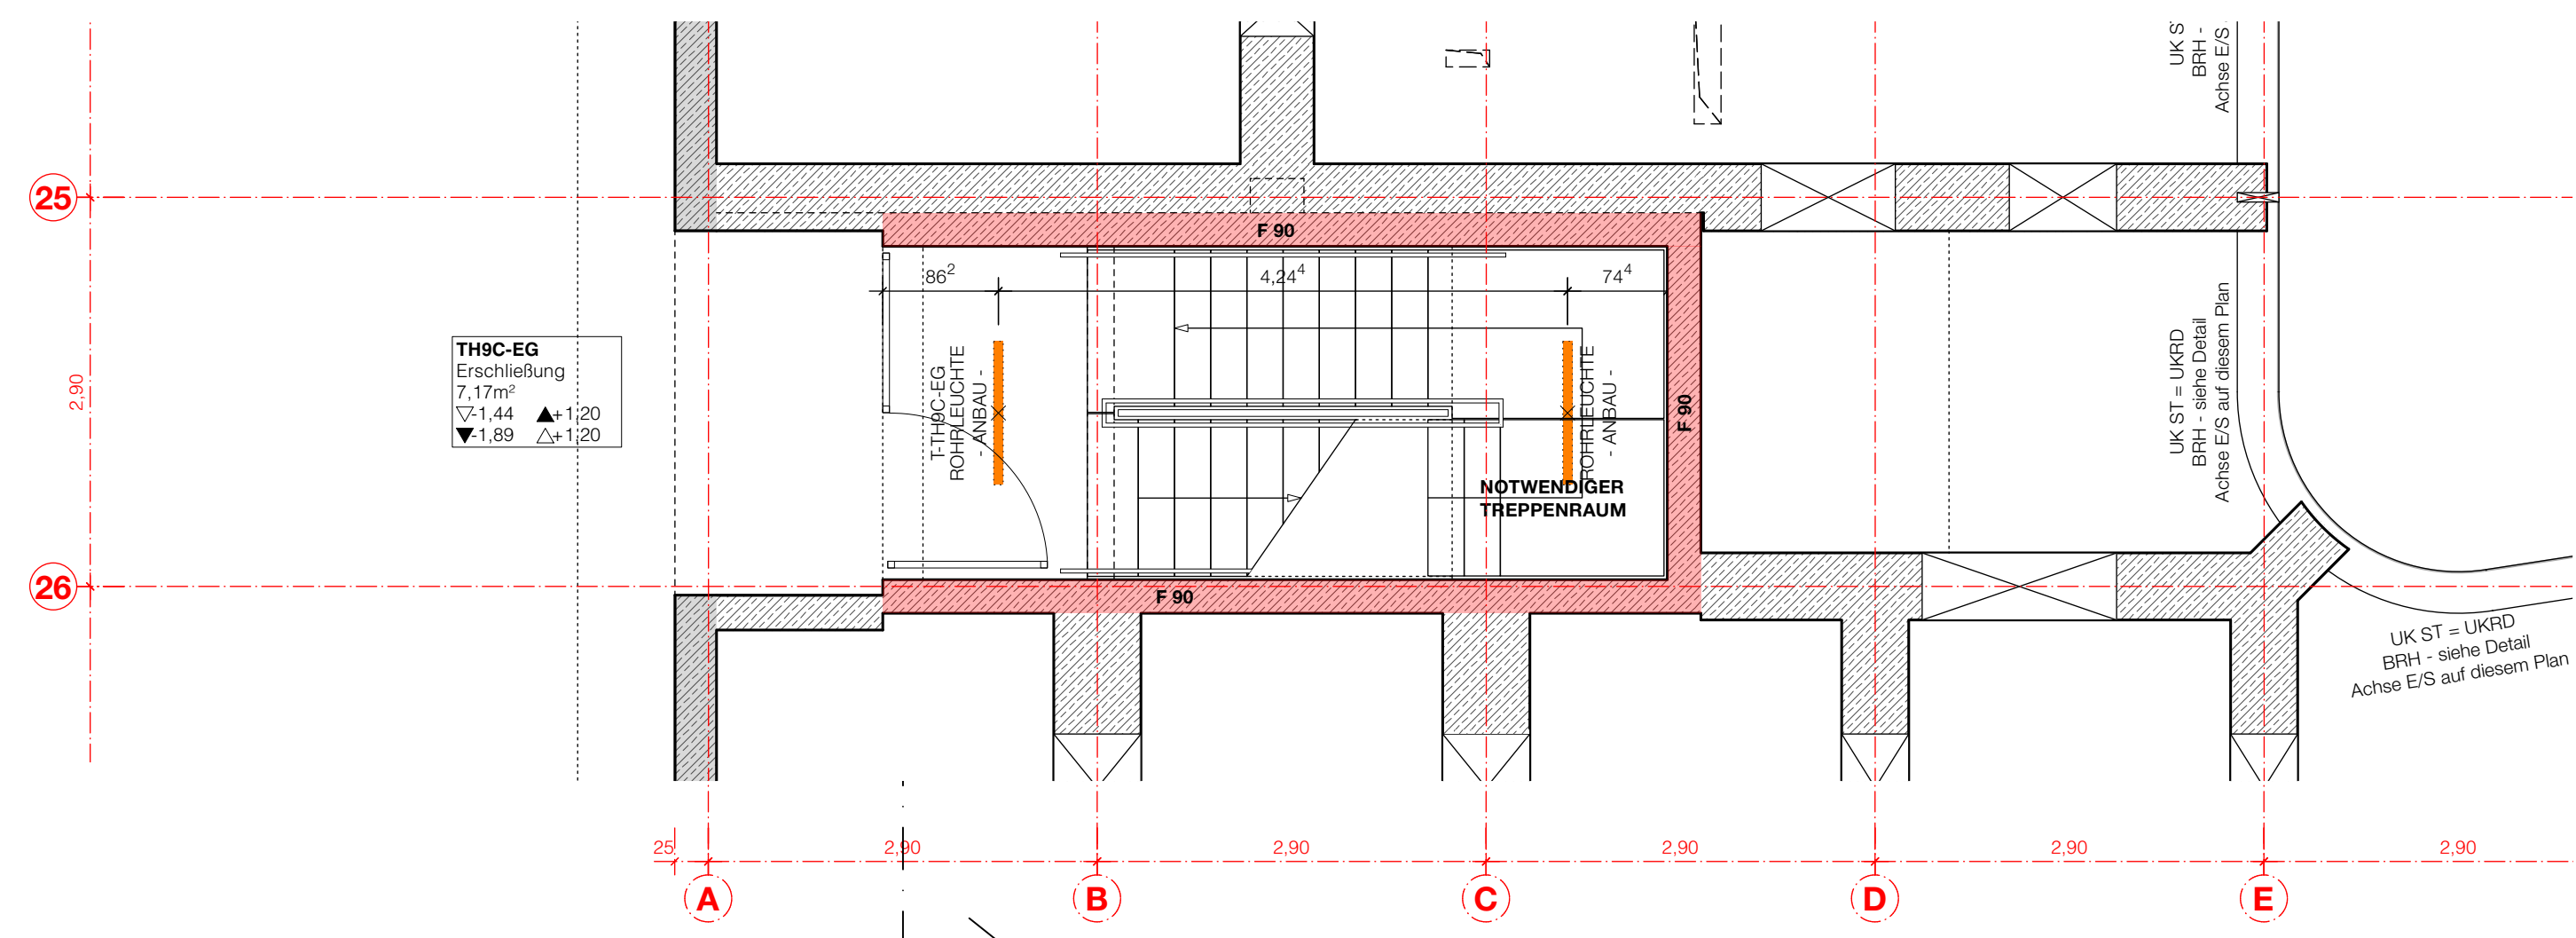 UK S
BRH -
Achse E/S
25
F 90
86²
4,24⁴
74⁴
TH9C-EG
Erschließung
7,17m²
▽-1,44 ▲+1,20
▼-1,89 △+1,20
2,90
T-TH9C-EG
ROHRLEUCHTE
- ANBAU -
ROHRLEUCHTE
- ANBAU -
F 90
NOTWENDIGER
TREPPENRAUM
UK ST = UKRD
BRH - siehe Detail
Achse E/S auf diesem Plan
26
F 90
UK ST = UKRD
BRH - siehe Detail
Achse E/S auf diesem Plan
25
2,90
2,90
2,90
2,90
2,90
A
B
C
D
E